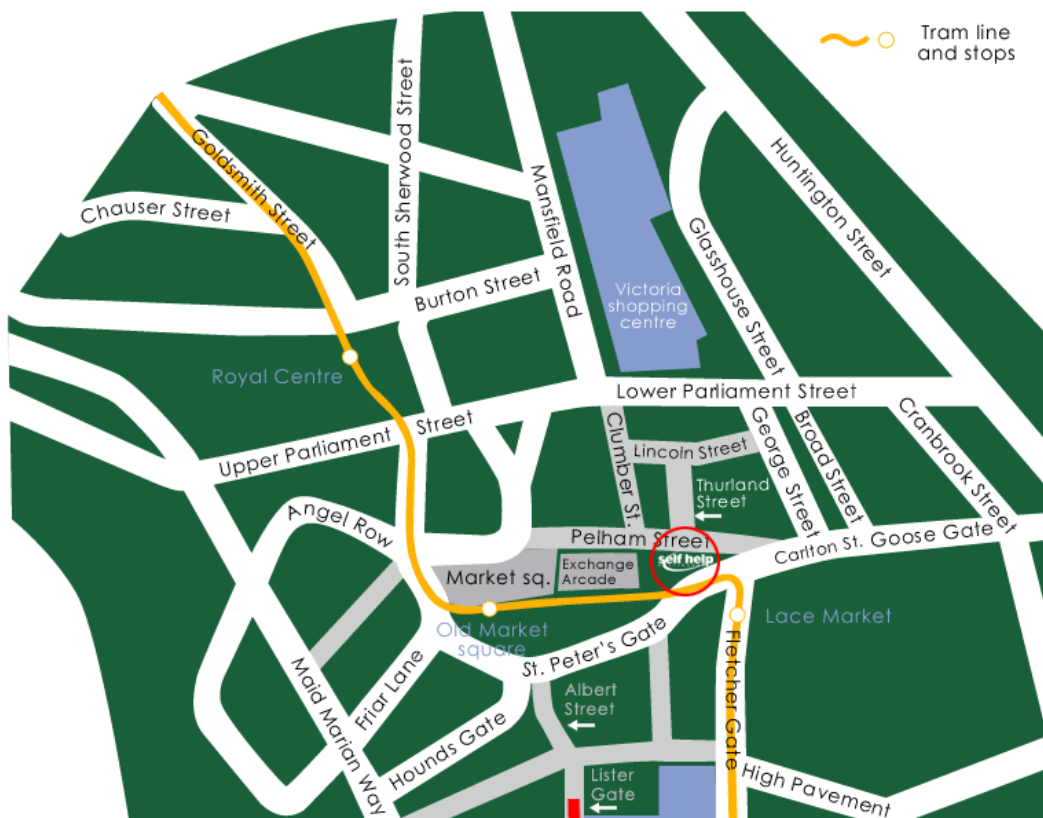 Tram line
and stops
South Sherwood Street
Goldsmith Street
Chauser Street
Mansfield Road
Huntington Street
Glasshouse Street
Burton Street
Victoria
shopping
centre
Royal Centre
Lower Parliament Street
Upper Parliament Street
Clumber St.
Lincoln Street
George Street
Broad Street
Cranbrook Street
Thurland
Street
Angel Row
Pelham Street
Carlton St. Goose Gate
self help
Exchange
Arcade
Market sq.
Old Market
square
Lace Market
St. Peter's Gate
Fletcher Gate
Maid Marian Way
Friar Lane
Albert
Street
Hounds Gate
Lister
Gate
High Pavement